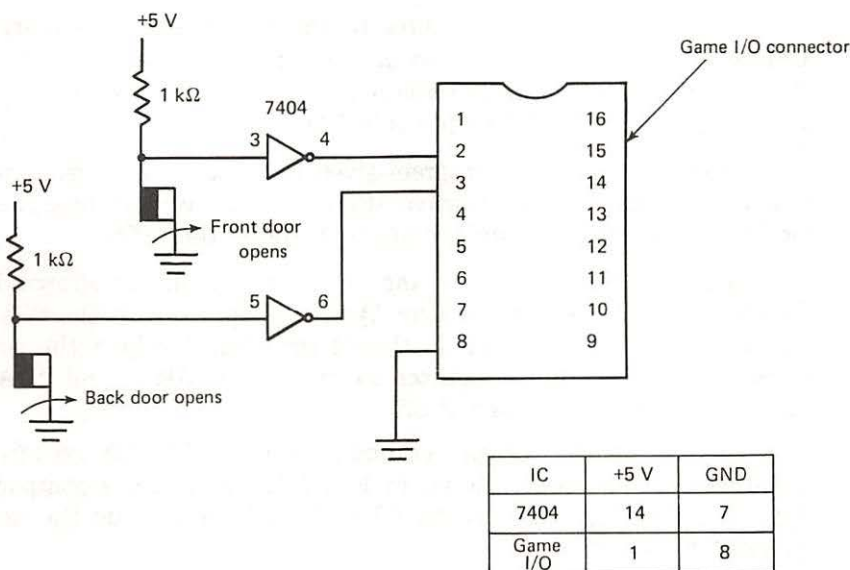 +5 V
Game I/O connector
1 kΩ
7404
3
4
+5 V
1 kΩ
Front door
opens
5
6
Back door opens
1
16
2
15
3
14
4
13
5
12
6
11
7
10
8
9
IC
+5 V
GND
7404
14
7
Game
I/O
1
8